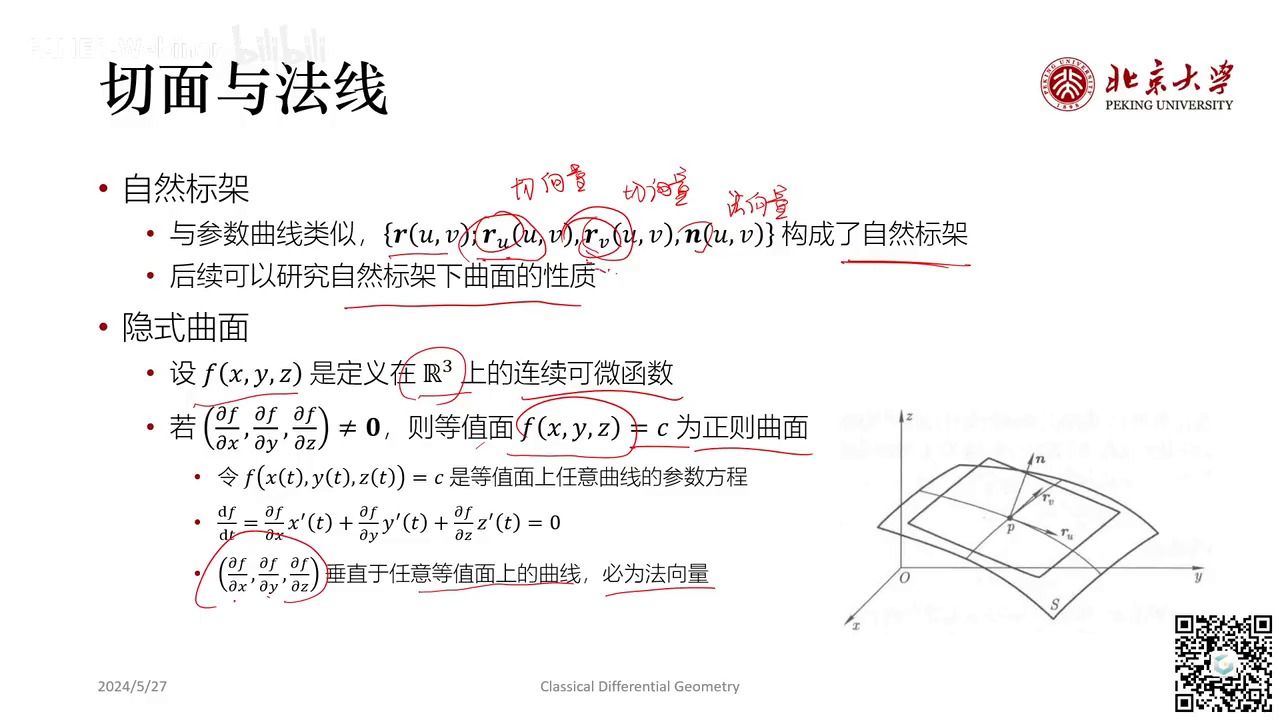 bilibili
切面与法线
北京大学
PEKING UNIVERSITY
• 自然标架
切向量 切向量 法向量
• 与参数曲线类似，{r(u, v); r_u(u, v), r_v(u, v), n(u, v)} 构成了自然标架
• 后续可以研究自然标架下曲面的性质
• 隐式曲面
• 设 f(x, y, z) 是定义在 ℝ³ 上的连续可微函数
• 若 (∂f/∂x, ∂f/∂y, ∂f/∂z) ≠ 0，则等值面 f(x, y, z) = c 为正则曲面
• 令 f(x(t), y(t), z(t)) = c 是等值面上任意曲线的参数方程
• df/dt = ∂f/∂x x′(t) + ∂f/∂y y′(t) + ∂f/∂z z′(t) = 0
• (∂f/∂x, ∂f/∂y, ∂f/∂z) 垂直于任意等值面上的曲线，必为法向量
z
n
r_v
p
r_u
O
y
S
x
2024/5/27
Classical Differential Geometry